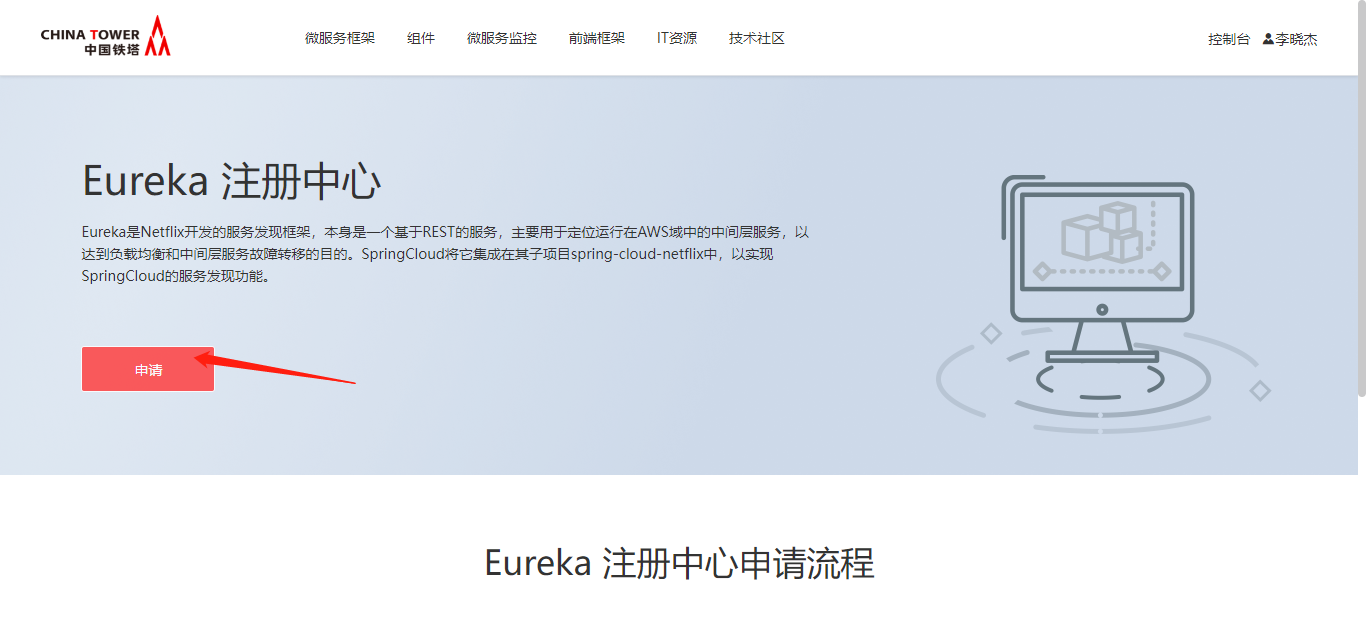 CHINA TOWER
中国铁塔
微服务框架 组件 微服务监控 前端框架 IT资源 技术社区
控制台 李晓杰
Eureka 注册中心
Eureka是Netflix开发的服务发现框架，本身是一个基于REST的服务，主要用于定位运行在AWS域中的中间层服务，以
达到负载均衡和中间层服务故障转移的目的。SpringCloud将它集成在其子项目spring-cloud-netflix中，以实现
SpringCloud的服务发现功能。
申请
Eureka 注册中心申请流程